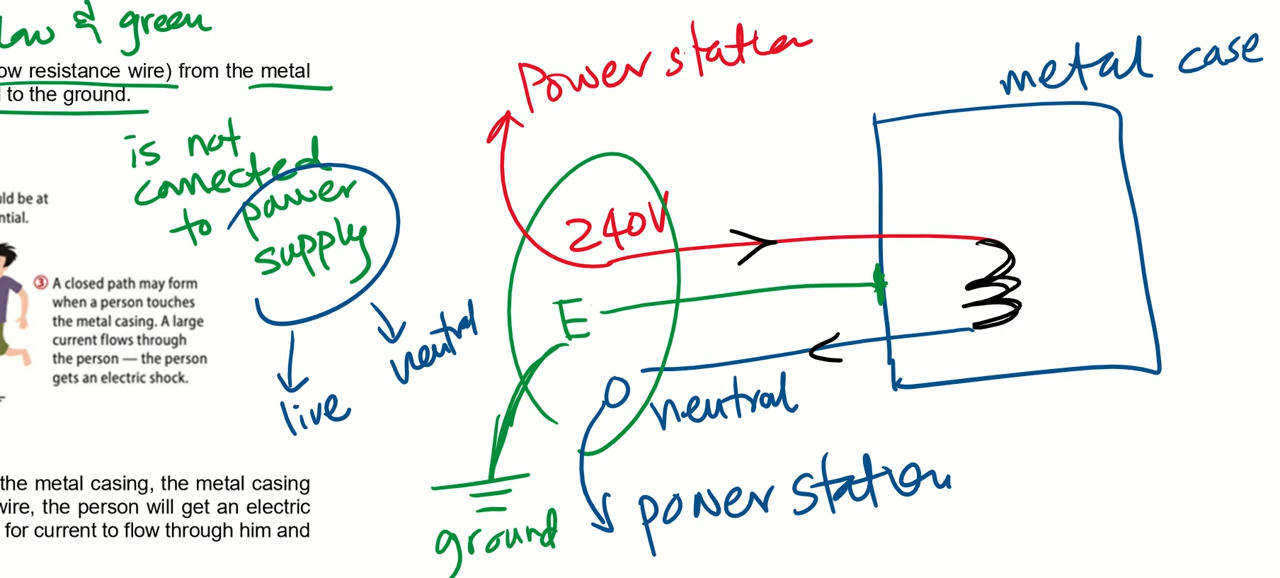 low & green
ow resistance wire) from the metal
to the ground.
is not
connected
to power
supply
live
neutral
uld be at
ntial.
③ A closed path may form
when a person touches
the metal casing. A large
current flows through
the person — the person
gets an electric shock.
the metal casing, the metal casing
wire, the person will get an electric
for current to flow through him and
Power station
metal case
240V
E
O
neutral
ground
power station